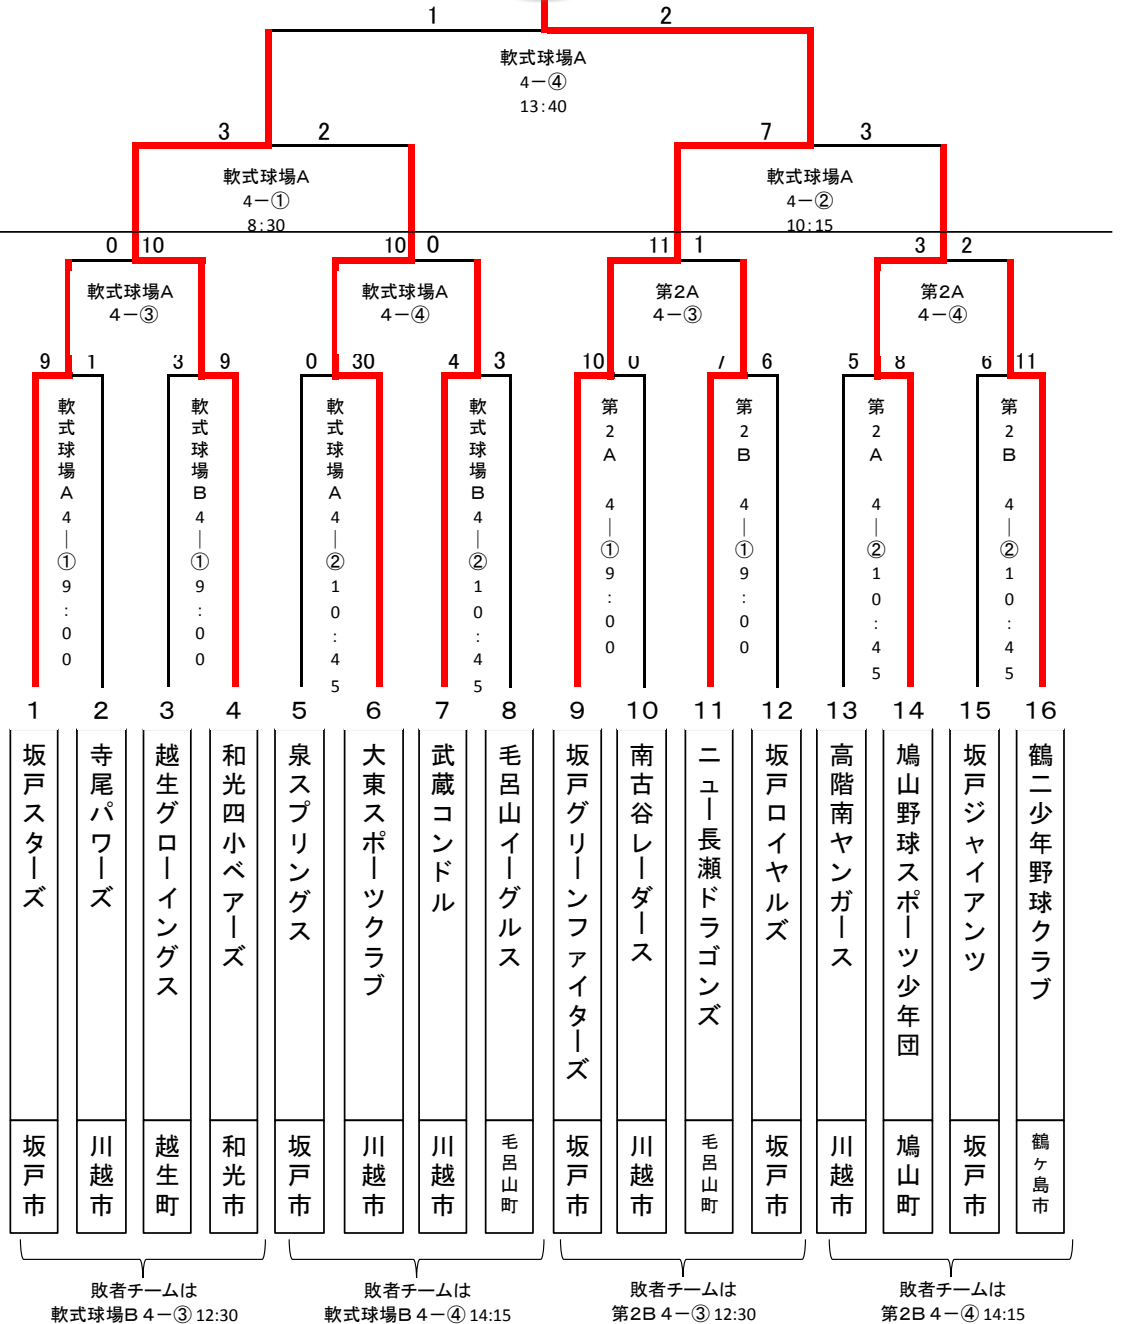 1 2
軟式球場A
4－④
13:40
3 2 7 3
軟式球場A
4－①
8:30
軟式球場A
4－②
10:15
0 10 10 0 11 1 3 2
軟式球場A
4－③
軟式球場A
4－④
第2A
4－③
第2A
4－④
9 1 3 9 0 30 4 3 10 0 7 6 5 8 6 11
軟式球場A 4－① 9:00
軟式球場B 4－① 9:00
軟式球場A 4－② 10:45
軟式球場B 4－② 10:45
第2A 4－① 9:00
第2B 4－① 9:00
第2A 4－② 10:45
第2B 4－② 10:45
1 2 3 4 5 6 7 8 9 10 11 12 13 14 15 16
坂戸スターズ
寺尾パワーズ
越生グローイングス
和光四小ベアーズ
泉スプリングス
大東スポーツクラブ
武蔵コンドル
毛呂山イーグルス
坂戸グリーンファイターズ
南古谷レーダース
ニュー長瀬ドラゴンズ
坂戸ロイヤルズ
高階南ヤンガース
鳩山野球スポーツ少年団
坂戸ジャイアンツ
鶴二少年野球クラブ
坂戸市
川越市
越生町
和光市
坂戸市
川越市
川越市
毛呂山町
坂戸市
川越市
毛呂山町
坂戸市
川越市
鳩山町
坂戸市
鶴ヶ島市
敗者チームは
軟式球場B 4－③ 12:30
敗者チームは
軟式球場B 4－④ 14:15
敗者チームは
第2B 4－③ 12:30
敗者チームは
第2B 4－④ 14:15